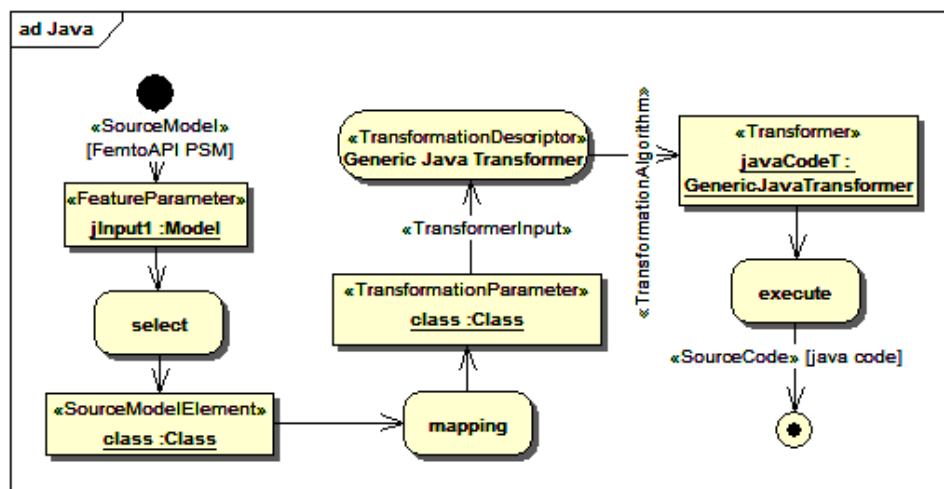 ad Java
«SourceModel»
[FemtoAPI PSM]
«FeatureParameter»
jInput1 :Model
select
«SourceModelElement»
class :Class
mapping
«TransformationParameter»
class :Class
«TransformerInput»
«TransformationDescriptor»
Generic Java Transformer
«TransformationAlgorithm»
«Transformer»
javaCodeT :
GenericJavaTransformer
execute
«SourceCode» [java code]